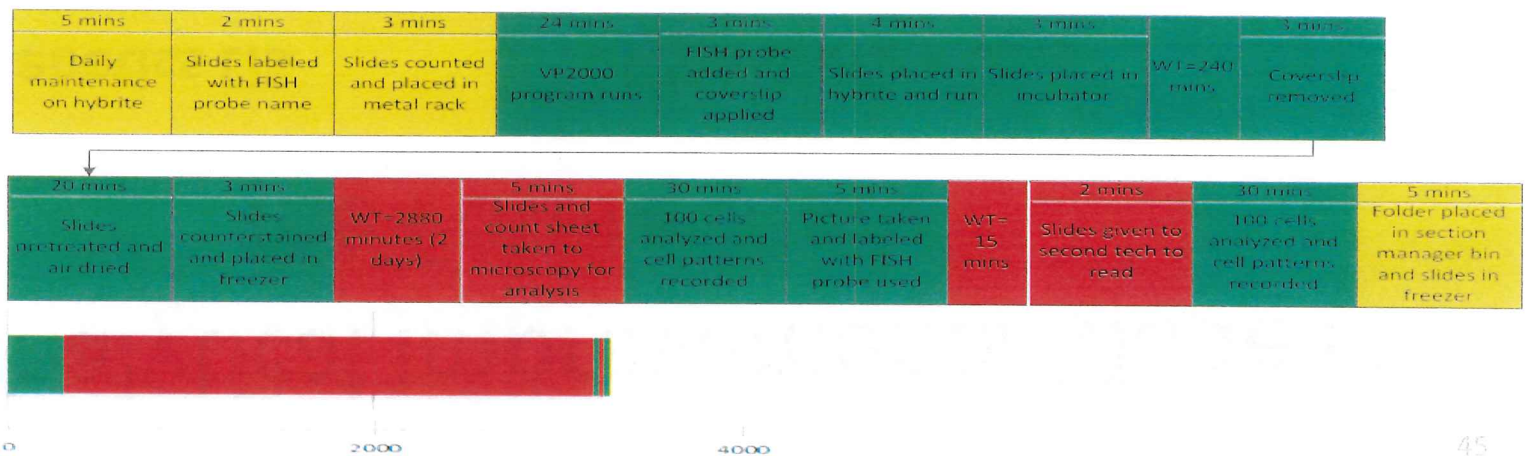 5 mins
Daily
maintenance
on hybrite
2 mins
Slides labeled
with FISH
probe name
3 mins
Slides counted
and placed in
metal rack
24 mins
VP2000
program runs
3 mins
FISH probe
added and
coverslip
applied
4 mins
Slides placed in
hybrite and run
3 mins
Slides placed in
incubator
WT=240
mins
3 mins
Coverslip
removed
20 mins
Slides
pretreated and
air dried
3 mins
Slides
counterstained
and placed in
freezer
WT=2880
minutes (2
days)
5 mins
Slides and
count sheet
taken to
microscopy for
analysis
30 mins
100 cells
analyzed and
cell patterns
recorded
5 mins
Picture taken
and labeled
with FISH
probe used
WT=
15
mins
2 mins
Slides given to
second tech to
read
30 mins
100 cells
analyzed and
cell patterns
recorded
5 mins
Folder placed
in section
manager bin
and slides in
freezer
0
2000
4000
45